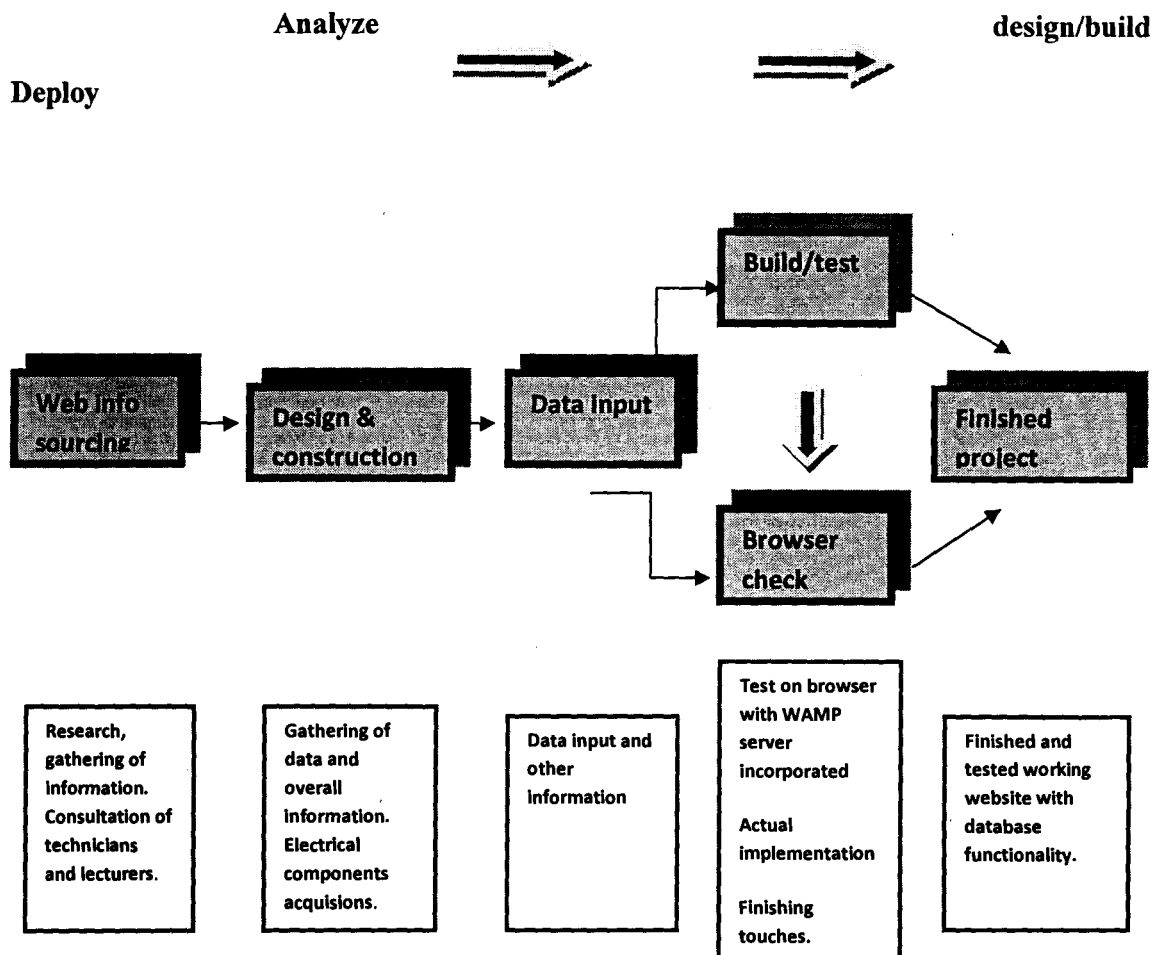 Analyze
design/build
Deploy
Build/test
Web info
sourcing
Design &
construction
Data input
Finished
project
Browser
check
Research,
gathering of
information.
Consultation of
technicians
and lecturers.
Gathering of
data and
overall
information.
Electrical
components
acquisions.
Data input and
other
information
Test on browser
with WAMP
server
incorporated
Actual
implementation
Finishing
touches.
Finished and
tested working
website with
database
functionality.